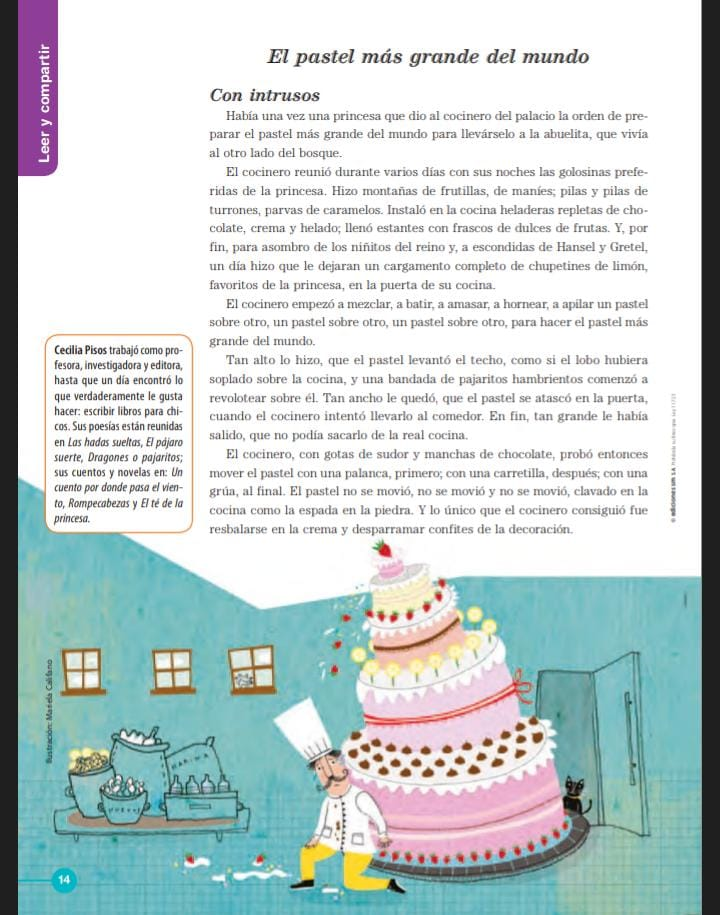 Leer y compartir
El pastel más grande del mundo
Con intrusos
Había una vez una princesa que dio al cocinero del palacio la orden de pre-
parar el pastel más grande del mundo para llevárselo a la abuelita, que vivía
al otro lado del bosque.
El cocinero reunió durante varios días con sus noches las golosinas prefe-
ridas de la princesa. Hizo montañas de frutillas, de maníes; pilas y pilas de
turrones, parvas de caramelos. Instaló en la cocina heladeras repletas de cho-
colate, crema y helado; llenó estantes con frascos de dulces de frutas. Y, por
fin, para asombro de los niñitos del reino y, a escondidas de Hansel y Gretel,
un día hizo que le dejaran un cargamento completo de chupetines de limón,
favoritos de la princesa, en la puerta de su cocina.
El cocinero empezó a mezclar, a batir, a amasar, a hornear, a apilar un pastel
sobre otro, un pastel sobre otro, un pastel sobre otro, para hacer el pastel más
grande del mundo.
Tan alto lo hizo, que el pastel levantó el techo, como si el lobo hubiera
soplado sobre la cocina, y una bandada de pajaritos hambrientos comenzó a
revolotear sobre él. Tan ancho le quedó, que el pastel se atascó en la puerta,
cuando el cocinero intentó llevarlo al comedor. En fin, tan grande le había
salido, que no podía sacarlo de la real cocina.
El cocinero, con gotas de sudor y manchas de chocolate, probó entonces
mover el pastel con una palanca, primero; con una carretilla, después; con una
grúa, al final. El pastel no se movió, no se movió y no se movió, clavado en la
cocina como la espada en la piedra. Y lo único que el cocinero consiguió fue
resbalarse en la crema y desparramar confites de la decoración.
Cecilia Pisos trabajó como pro-
fesora, investigadora y editora,
hasta que un día encontró lo
que verdaderamente le gusta
hacer: escribir libros para chi-
cos. Sus poesías están reunidas
en Las hadas sueltas, El pájaro
suerte, Dragones o pajaritos;
sus cuentos y novelas en: Un
cuento por donde pasa el vien-
to, Rompecabezas y El té de la
princesa.
© ediciones sm S.A.
Ilustración: Mariela Califano
HARINA
HUEVOS
14